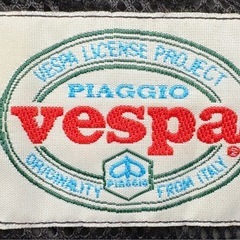 VESPA LICENSE PROJECT
PIAGGIO
vespa®
PIAGGIO
ORIGINALITY FROM ITALY